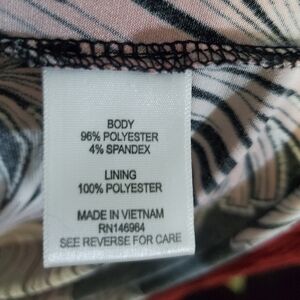 BODY
96% POLYESTER
4% SPANDEX
LINING
100% POLYESTER
MADE IN VIETNAM
RN146964
SEE REVERSE FOR CARE